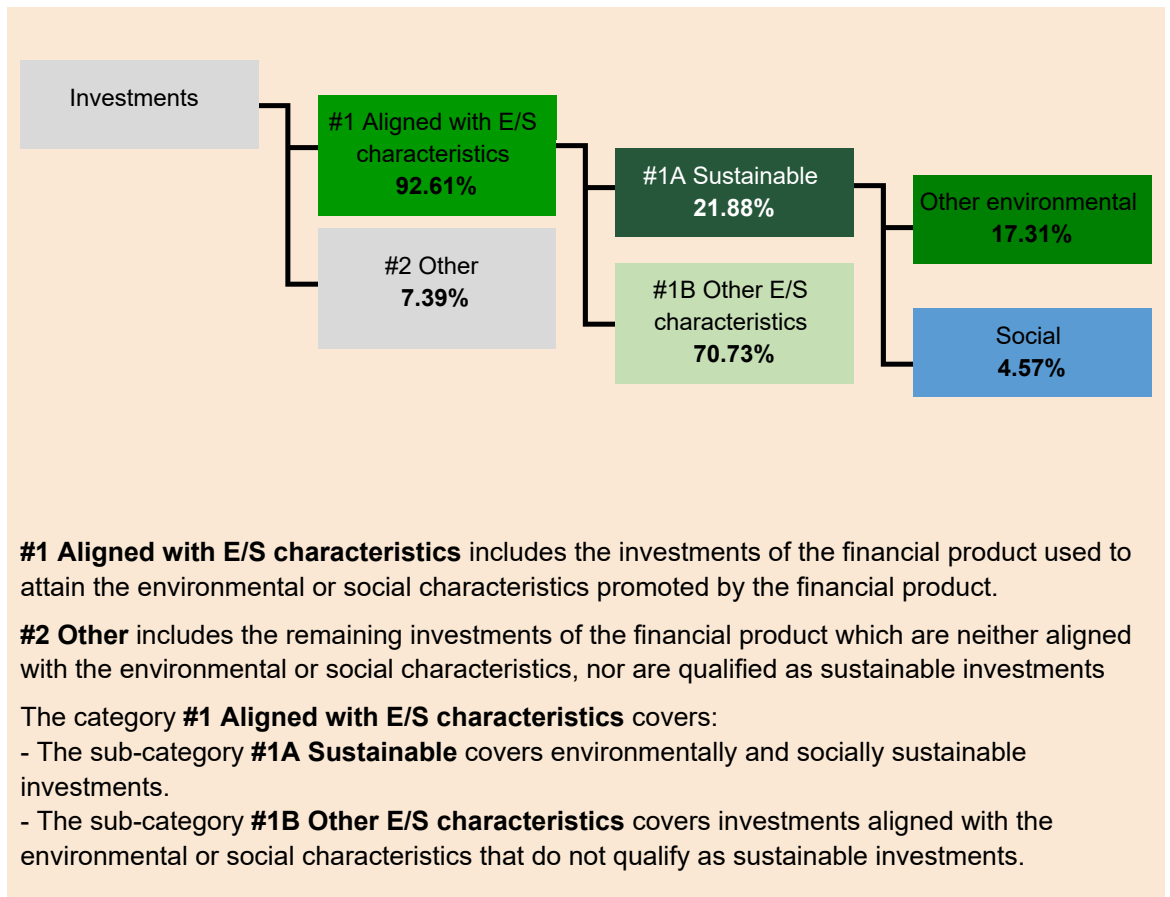 Investments
#1 Aligned with E/S
characteristics
92.61%
#2 Other
7.39%
#1A Sustainable
21.88%
#1B Other E/S
characteristics
70.73%
Other environmental
17.31%
Social
4.57%
#1 Aligned with E/S characteristics includes the investments of the financial product used to
attain the environmental or social characteristics promoted by the financial product.
#2 Other includes the remaining investments of the financial product which are neither aligned
with the environmental or social characteristics, nor are qualified as sustainable investments
The category #1 Aligned with E/S characteristics covers:
- The sub-category #1A Sustainable covers environmentally and socially sustainable
investments.
- The sub-category #1B Other E/S characteristics covers investments aligned with the
environmental or social characteristics that do not qualify as sustainable investments.